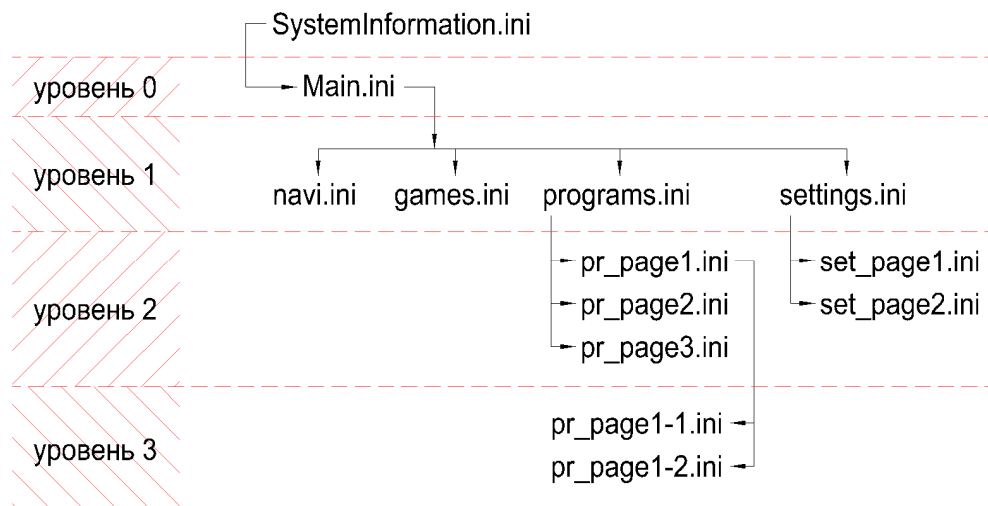 SystemInformation.ini
уровень 0 Main.ini
уровень 1 navi.ini games.ini programs.ini settings.ini
уровень 2 pr_page1.ini set_page1.ini
pr_page2.ini set_page2.ini
pr_page3.ini
уровень 3 pr_page1-1.ini
pr_page1-2.ini